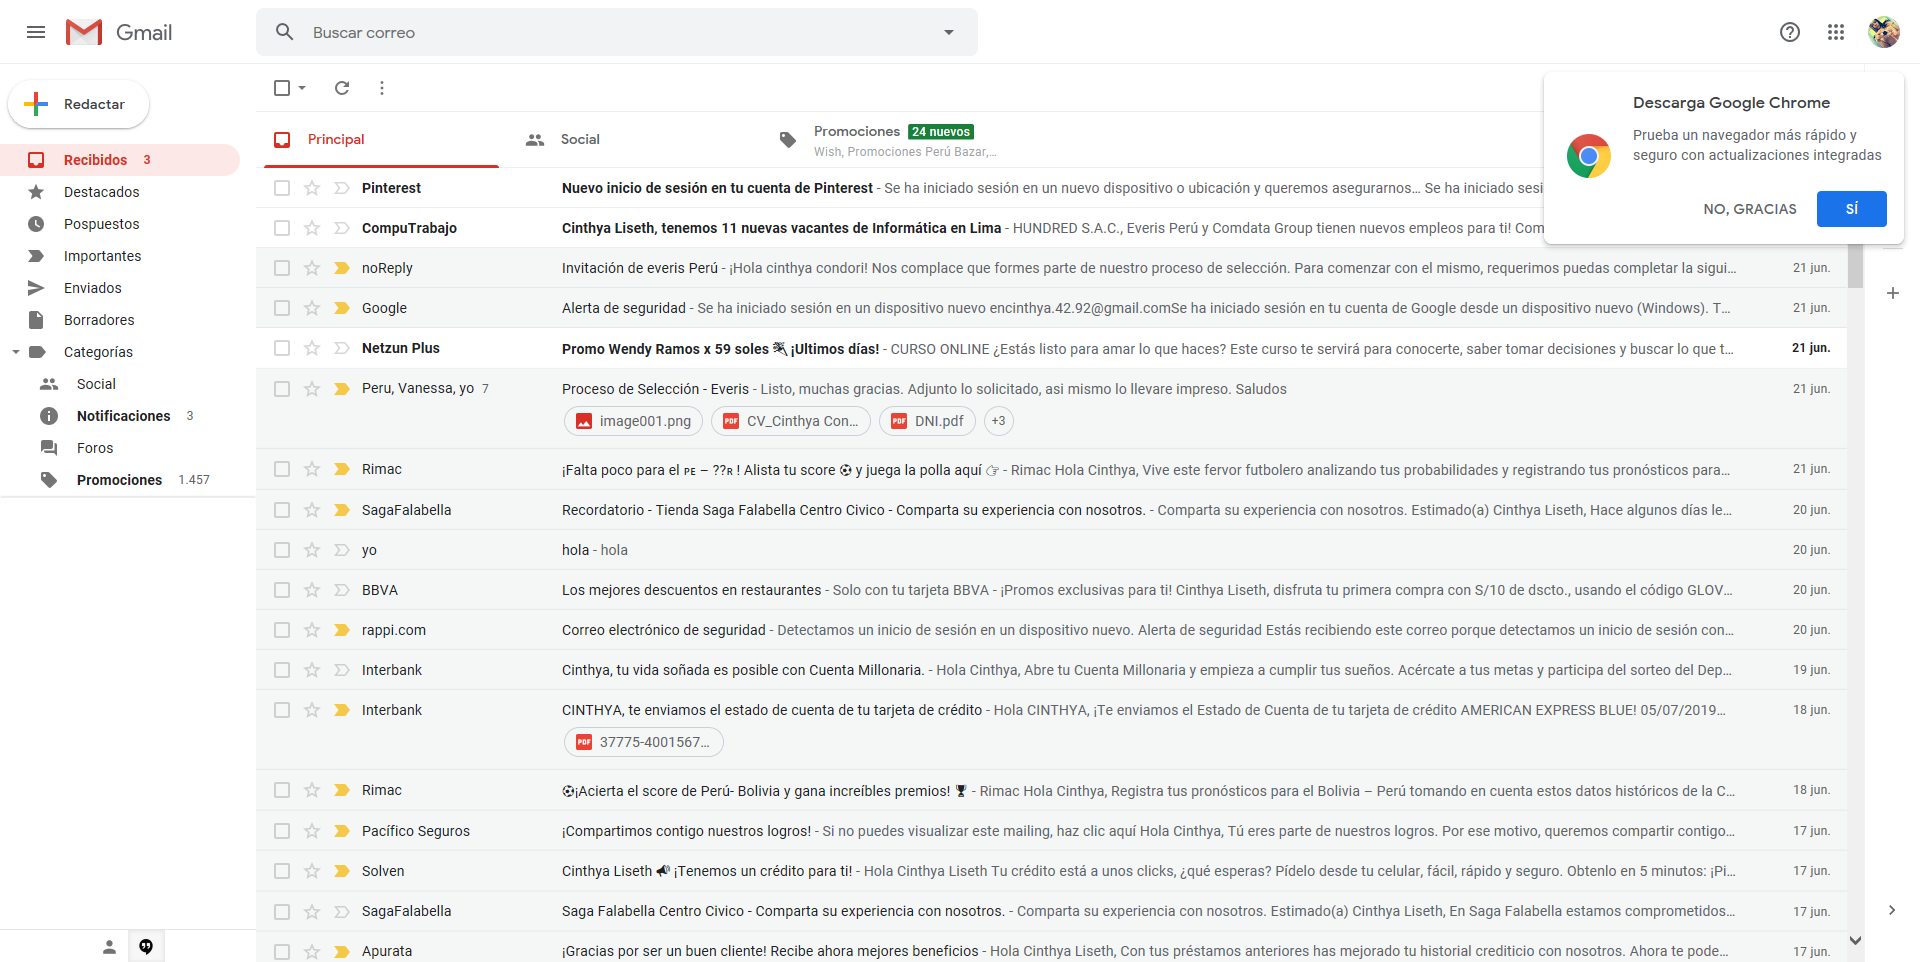 Gmail
Buscar correo
Redactar
Recibidos 3
Destacados
Pospuestos
Importantes
Enviados
Borradores
Categorías
Social
Notificaciones 3
Foros
Promociones 1.457
Principal
Social
Promociones 24 nuevos
Wish, Promociones Perú Bazar,...
Descarga Google Chrome
Prueba un navegador más rápido y
seguro con actualizaciones integradas
NO, GRACIAS
SÍ
Pinterest Nuevo inicio de sesión en tu cuenta de Pinterest - Se ha iniciado sesión en un nuevo dispositivo o ubicación y queremos asegurarnos... Se ha iniciado sesi
CompuTrabajo Cinthya Liseth, tenemos 11 nuevas vacantes de Informática en Lima - HUNDRED S.A.C., Everis Perú y Comdata Group tienen nuevos empleos para ti! Com
noReply Invitación de everis Perú - ¡Hola cinthya condori! Nos complace que formes parte de nuestro proceso de selección. Para comenzar con el mismo, requerimos puedas completar la sigui... 21 jun.
Google Alerta de seguridad - Se ha iniciado sesión en un dispositivo nuevo encinthya.42.92@gmail.comSe ha iniciado sesión en tu cuenta de Google desde un dispositivo nuevo (Windows). T... 21 jun.
Netzun Plus Promo Wendy Ramos x 59 soles ¡Ultimos días! - CURSO ONLINE ¿Estás listo para amar lo que haces? Este curso te servirá para conocerte, saber tomar decisiones y buscar lo que t... 21 jun.
Peru, Vanessa, yo 7 Proceso de Selección - Everis - Listo, muchas gracias. Adjunto lo solicitado, asi mismo lo llevare impreso. Saludos 21 jun.
image001.png PDF CV_Cinthya Con... PDF DNI.pdf +3
Rimac ¡Falta poco para el PE – ??R ! Alista tu score ⚽ y juega la polla aquí 👉 - Rimac Hola Cinthya, Vive este fervor futbolero analizando tus probabilidades y registrando tus pronósticos para... 21 jun.
SagaFalabella Recordatorio - Tienda Saga Falabella Centro Civico - Comparta su experiencia con nosotros. - Comparta su experiencia con nosotros. Estimado(a) Cinthya Liseth, Hace algunos días le... 20 jun.
yo hola - hola 20 jun.
BBVA Los mejores descuentos en restaurantes - Solo con tu tarjeta BBVA - ¡Promos exclusivas para ti! Cinthya Liseth, disfruta tu primera compra con S/10 de dscto., usando el código GLOV... 20 jun.
rappi.com Correo electrónico de seguridad - Detectamos un inicio de sesión en un dispositivo nuevo. Alerta de seguridad Estás recibiendo este correo porque detectamos un inicio de sesión con... 20 jun.
Interbank Cinthya, tu vida soñada es posible con Cuenta Millonaria. - Hola Cinthya, Abre tu Cuenta Millonaria y empieza a cumplir tus sueños. Acércate a tus metas y participa del sorteo del Dep... 19 jun.
Interbank CINTHYA, te enviamos el estado de cuenta de tu tarjeta de crédito - Hola CINTHYA, ¡Te enviamos el Estado de Cuenta de tu tarjeta de crédito AMERICAN EXPRESS BLUE! 05/07/2019... 18 jun.
PDF 37775-4001567...
Rimac ⚽¡Acierta el score de Perú- Bolivia y gana increíbles premios! 🏆 - Rimac Hola Cinthya, Registra tus pronósticos para el Bolivia – Perú tomando en cuenta estos datos históricos de la C... 18 jun.
Pacífico Seguros ¡Compartimos contigo nuestros logros! - Si no puedes visualizar este mailing, haz clic aquí Hola Cinthya, Tú eres parte de nuestros logros. Por ese motivo, queremos compartir contigo... 17 jun.
Solven Cinthya Liseth 📣 ¡Tenemos un crédito para ti! - Hola Cinthya Liseth Tu crédito está a unos clicks, ¿qué esperas? Pídelo desde tu celular, fácil, rápido y seguro. Obtenlo en 5 minutos: ¡Pi... 17 jun.
SagaFalabella Saga Falabella Centro Civico - Comparta su experiencia con nosotros. - Comparta su experiencia con nosotros. Estimado(a) Cinthya Liseth, En Saga Falabella estamos comprometidos... 17 jun.
Apurata ¡Gracias por ser un buen cliente! Recibe ahora mejores beneficios - Hola Cinthya Liseth, Con tus préstamos anteriores has mejorado tu historial crediticio con nosotros. Ahora te pode... 17 jun.